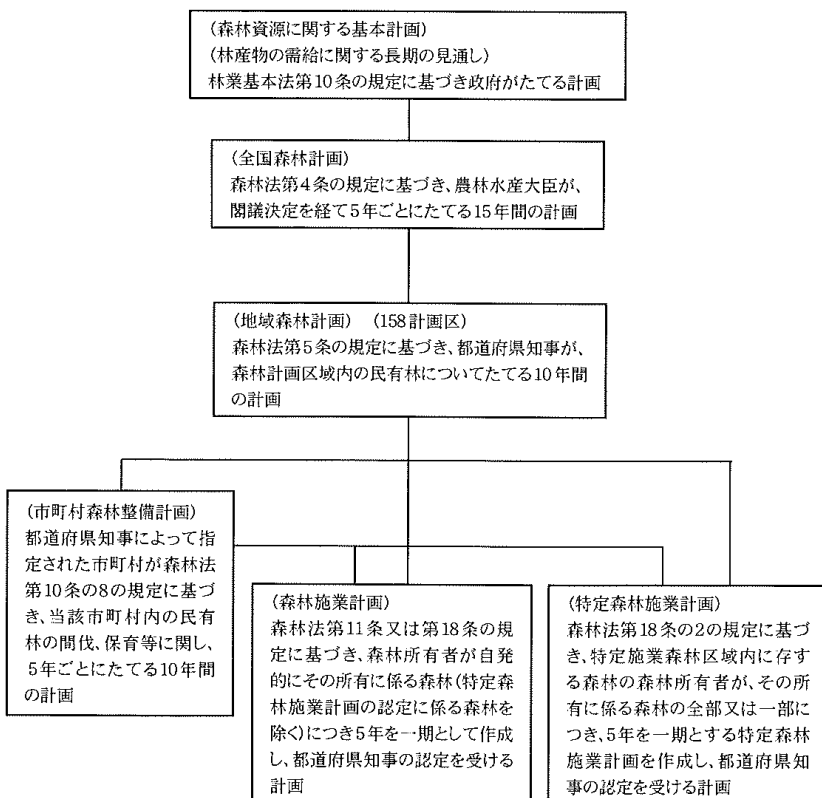 (森林資源に関する基本計画)
(林産物の需給に関する長期の見通し)
林業基本法第10条の規定に基づき政府がたてる計画
(全国森林計画)
森林法第4条の規定に基づき、農林水産大臣が、
閣議決定を経て5年ごとにたてる15年間の計画
(地域森林計画) (158計画区)
森林法第5条の規定に基づき、都道府県知事が、
森林計画区域内の民有林についてたてる10年間
の計画
(市町村森林整備計画)
都道府県知事によって指
定された市町村が森林法
第10条の8の規定に基づ
き、当該市町村内の民有
林の間伐、保育等に関し、
5年ごとにたてる10年間
の計画
(森林施業計画)
森林法第11条又は第18条の規
定に基づき、森林所有者が自発
的にその所有に係る森林(特定森
林施業計画の認定に係る森林を
除く)につき5年を一期として作成
し、都道府県知事の認定を受ける
計画
(特定森林施業計画)
森林法第18条の2の規定に基づ
き、特定施業森林区域内に存す
る森林の森林所有者が、その所
有に係る森林の全部又は一部に
つき、5年を一期とする特定森林
施業計画を作成し、都道府県知
事の認定を受ける計画